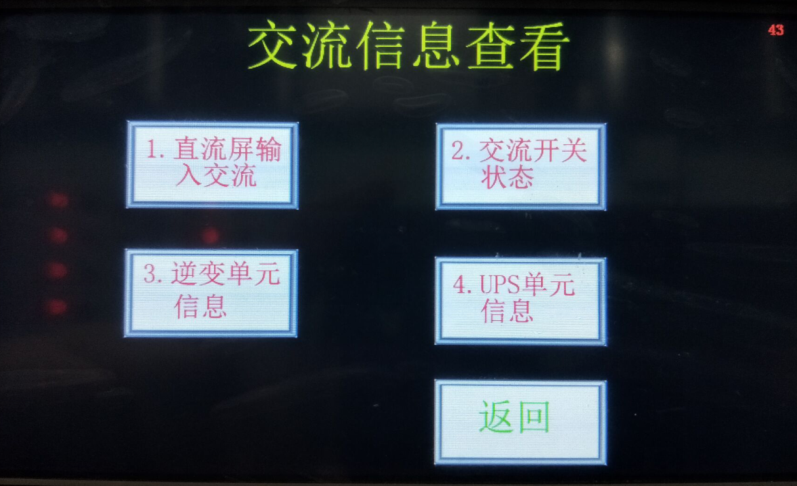 交流信息查看
43
1.直流屏输
入交流
2.交流开关
状态
3.逆变单元
信息
4.UPS单元
信息
返回